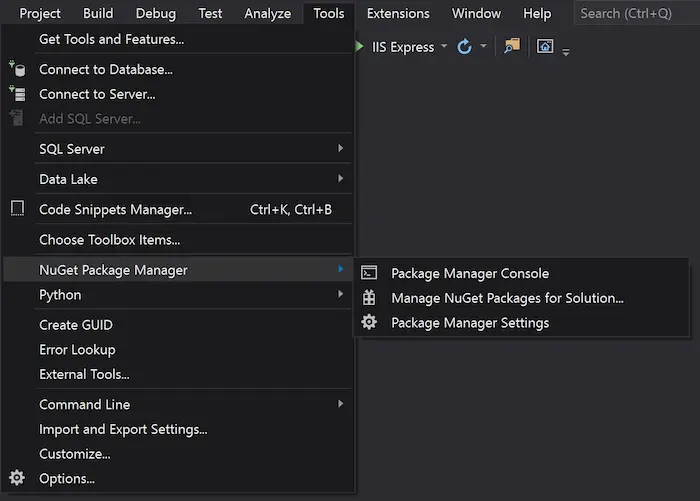 Project Build Debug Test Analyze Tools Extensions Window Help Search (Ctrl+Q)
IIS Express
Get Tools and Features...
Connect to Database...
Connect to Server...
Add SQL Server...
SQL Server
Data Lake
Code Snippets Manager... Ctrl+K, Ctrl+B
Choose Toolbox Items...
NuGet Package Manager
Python
Create GUID
Error Lookup
External Tools...
Command Line
Import and Export Settings...
Customize...
Options...
Package Manager Console
Manage NuGet Packages for Solution...
Package Manager Settings